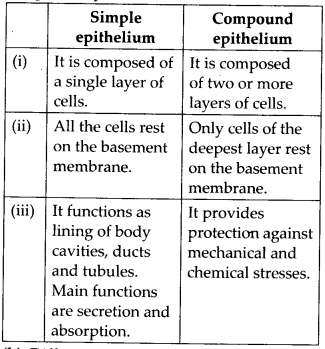 Simple epithelium
Compound epithelium
(i)
It is composed of
a single layer of
cells.
It is composed
of two or more
layers of cells.
(ii)
All the cells rest
on the basement
membrane.
Only cells of the
deepest layer rest
on the basement
membrane.
(iii)
It functions as
lining of body
cavities, ducts
and tubules.
Main functions
are secretion and
absorption.
It provides
protection against
mechanical and
chemical stresses.